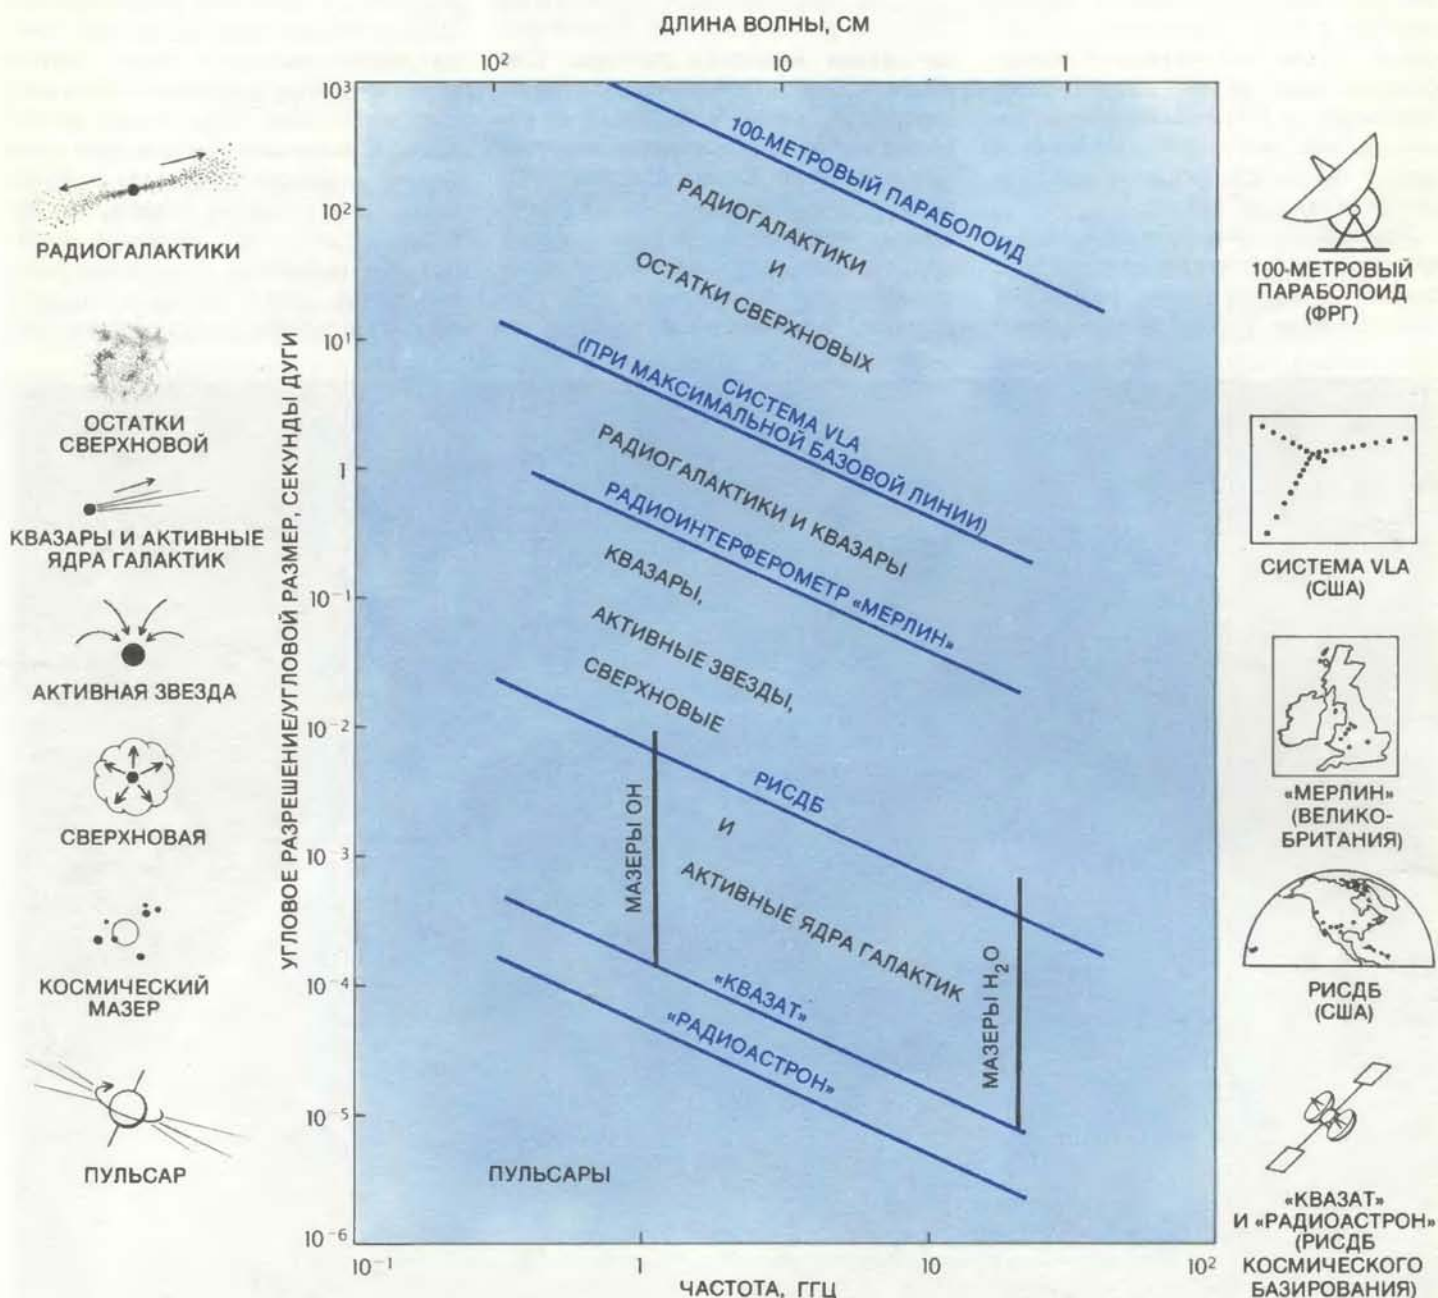 ДЛИНА ВОЛНЫ, СМ
10²
10
1
УГЛОВОЕ РАЗРЕШЕНИЕ/УГЛОВОЙ РАЗМЕР, СЕКУНДЫ ДУГИ
10³
10²
10¹
1
10⁻¹
10⁻²
10⁻³
10⁻⁴
10⁻⁵
10⁻⁶
10⁻¹
1
10
10²
ЧАСТОТА, ГГЦ
РАДИОГАЛАКТИКИ
ОСТАТКИ
СВЕРХНОВОЙ
КВАЗАРЫ И АКТИВНЫЕ
ЯДРА ГАЛАКТИК
АКТИВНАЯ ЗВЕЗДА
СВЕРХНОВАЯ
КОСМИЧЕСКИЙ
МАЗЕР
ПУЛЬСАР
100-МЕТРОВЫЙ ПАРАБОЛОИД
РАДИОГАЛАКТИКИ
И
ОСТАТКИ СВЕРХНОВЫХ
СИСТЕМА VLA
(ПРИ МАКСИМАЛЬНОЙ БАЗОВОЙ ЛИНИИ)
РАДИОГАЛАКТИКИ И КВАЗАРЫ
РАДИОИНТЕРФЕРОМЕТР «МЕРЛИН»
КВАЗАРЫ,
АКТИВНЫЕ ЗВЕЗДЫ,
СВЕРХНОВЫЕ
РИСДБ
И
АКТИВНЫЕ ЯДРА ГАЛАКТИК
МАЗЕРЫ ОН
МАЗЕРЫ H₂O
«КВАЗАТ»
«РАДИОАСТРОН»
ПУЛЬСАРЫ
100-МЕТРОВЫЙ
ПАРАБОЛОИД
(ФРГ)
СИСТЕМА VLA
(США)
«МЕРЛИН»
(ВЕЛИКО-
БРИТАНИЯ)
РИСДБ
(США)
«КВАЗАТ»
И «РАДИОАСТРОН»
(РИСДБ
КОСМИЧЕСКОГО
БАЗИРОВАНИЯ)